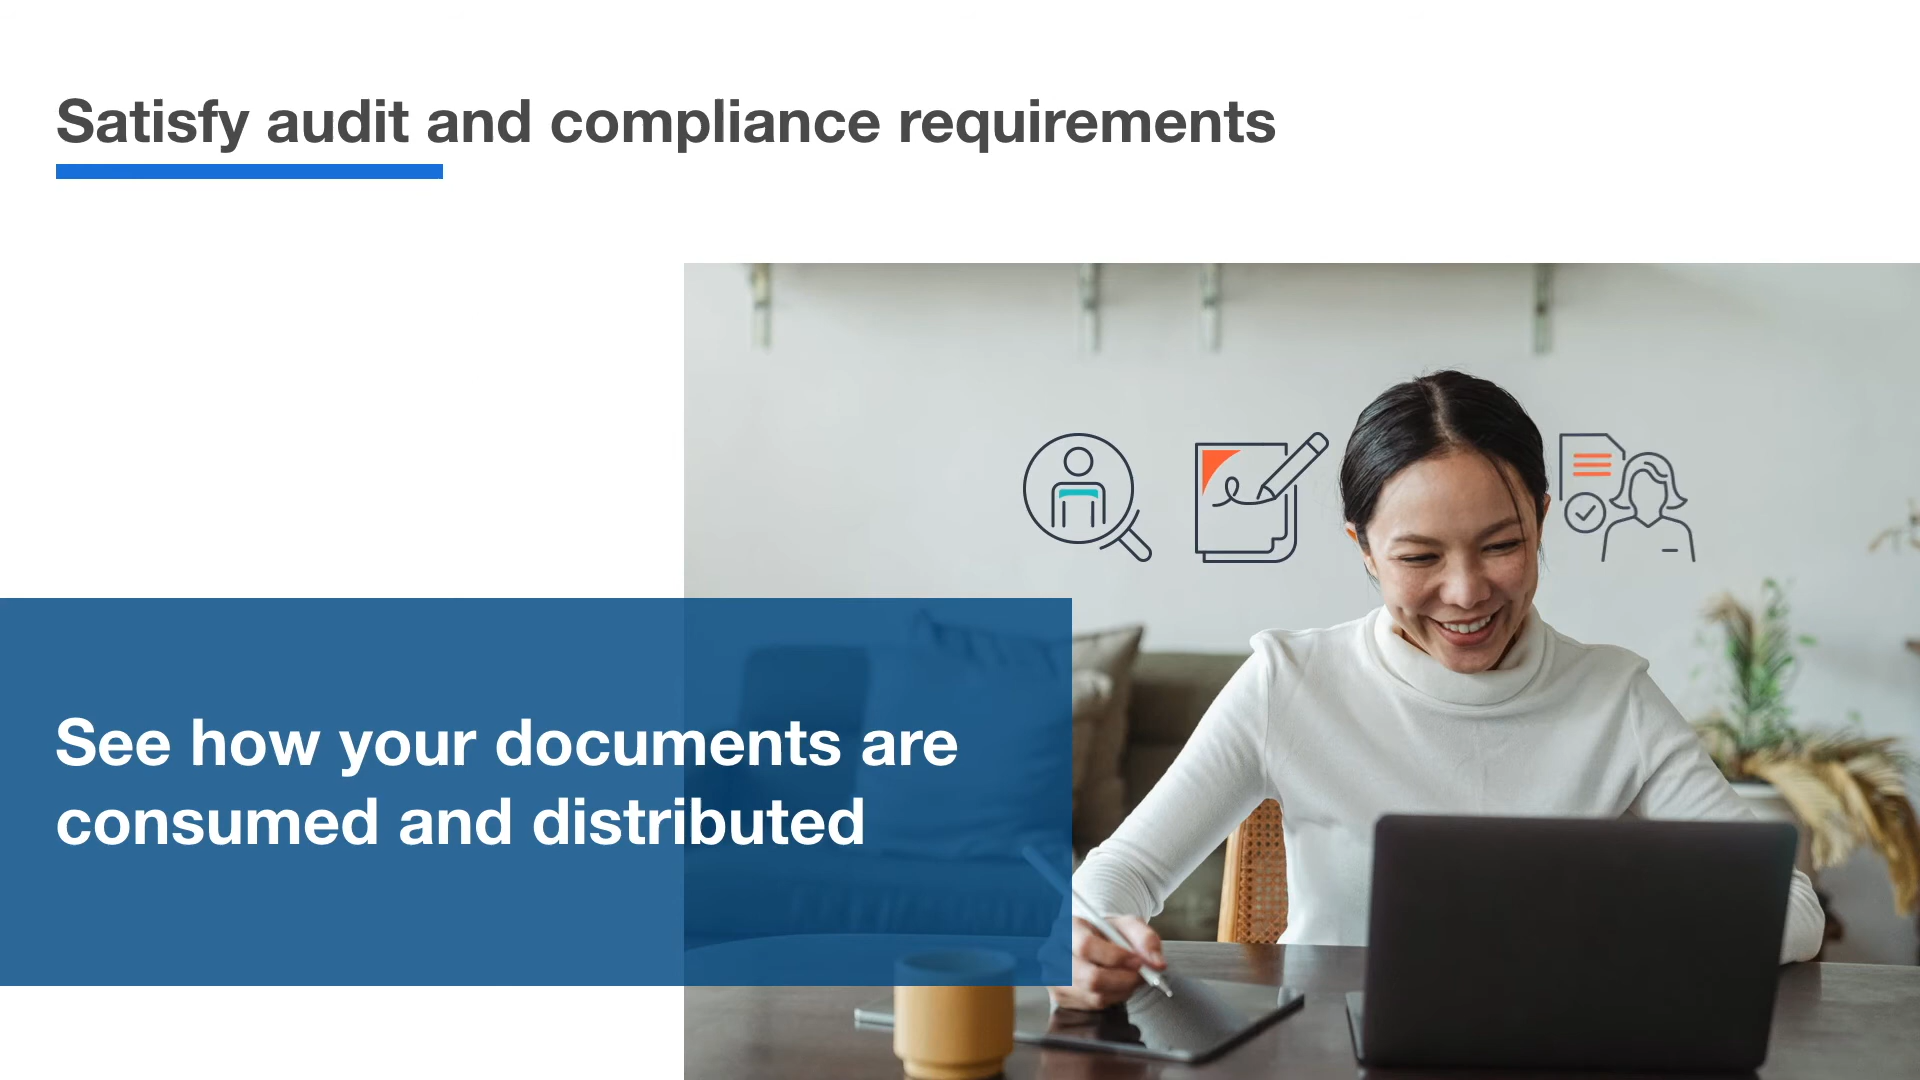 Satisfy audit and compliance requirements
See how your documents are
consumed and distributed